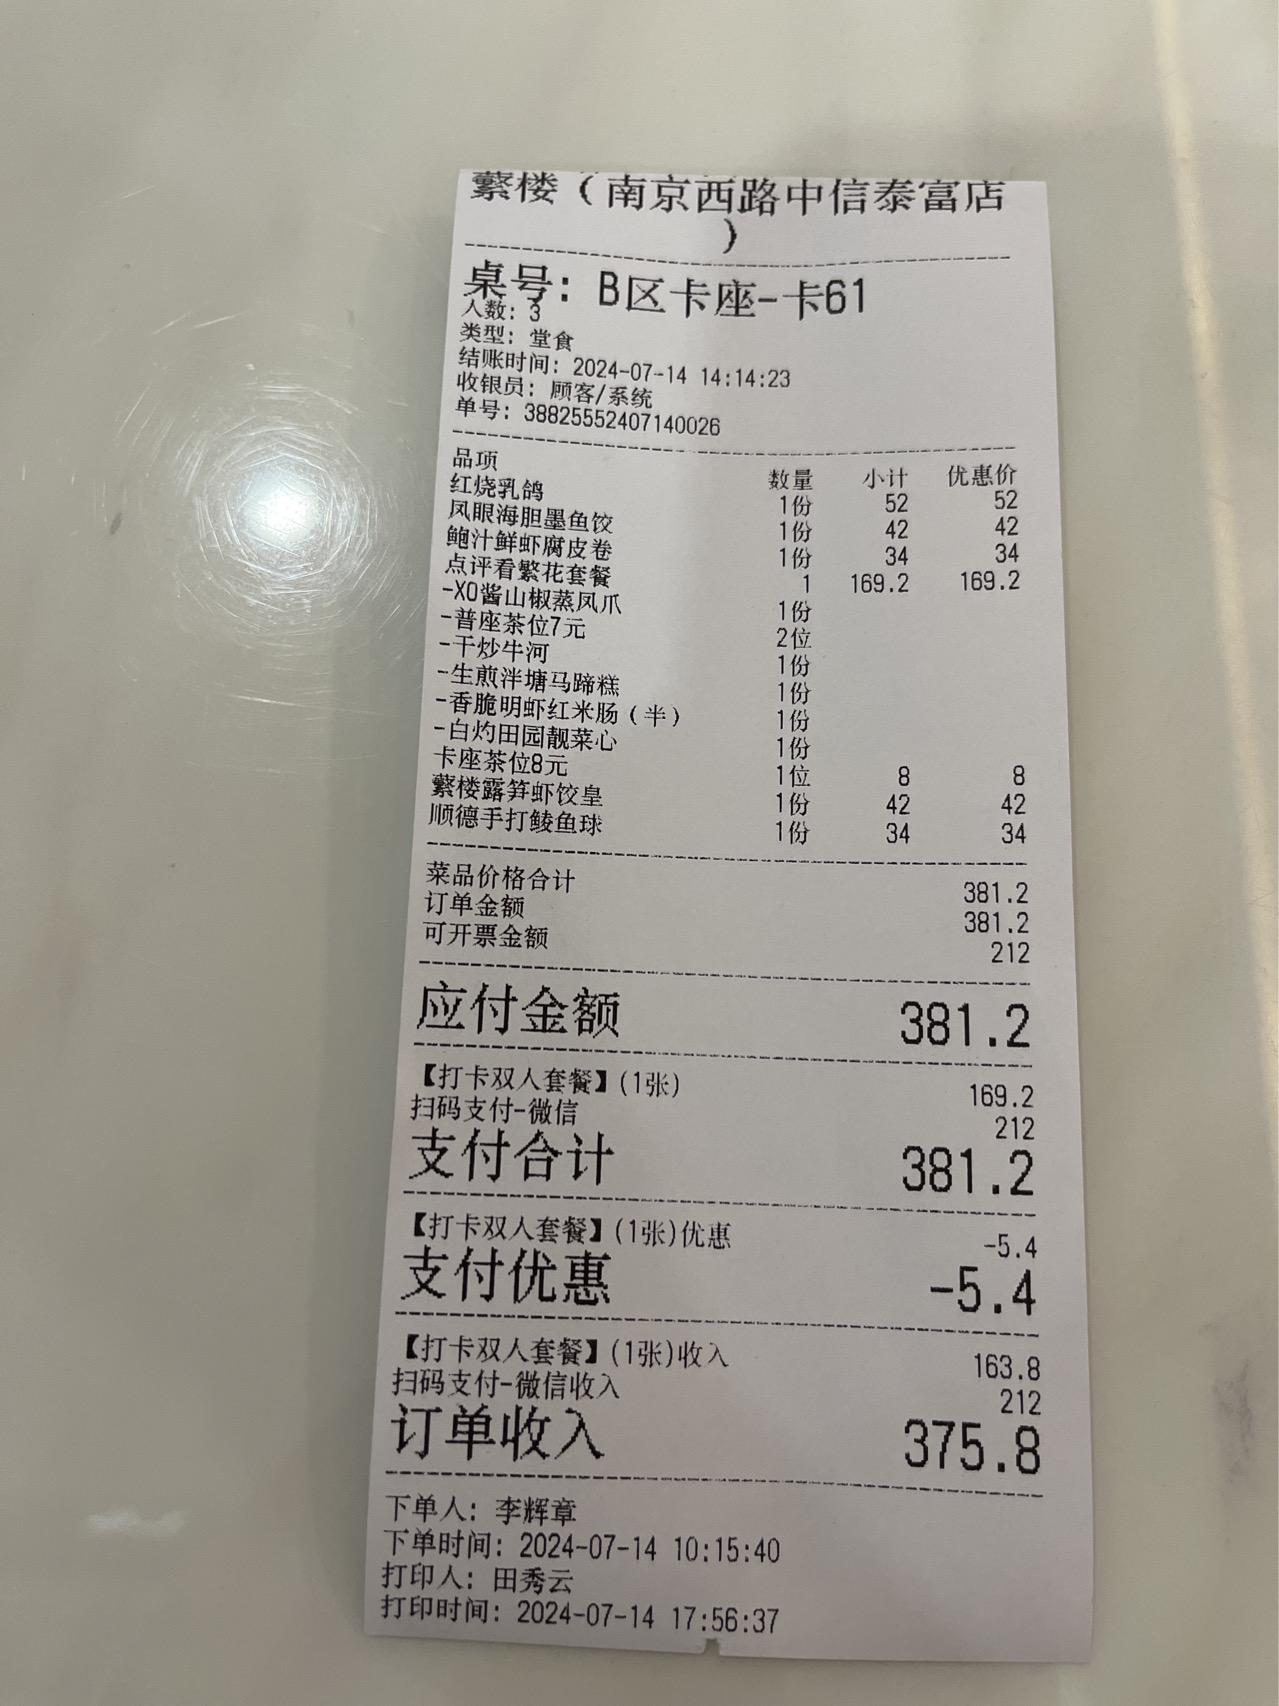 蘩楼（南京西路中信泰富店
）
桌号：B区卡座-卡61
人数：3
类型：堂食
结账时间：2024-07-14 14:14:23
收银员：顾客/系统
单号：38825552407140026
品项 数量 小计 优惠价
红烧乳鸽 1份 52 52
凤眼海胆墨鱼饺 1份 42 42
鲍汁鲜虾腐皮卷 1份 34 34
点评看繁花套餐 1 169.2 169.2
-XO酱山椒蒸凤爪 1份
-普座茶位7元 2位
-干炒牛河 1份
-生煎泮塘马蹄糕 1份
-香脆明虾红米肠（半） 1份
-白灼田园靓菜心 1份
卡座茶位8元 1位 8 8
蘩楼露笋虾饺皇 1份 42 42
顺德手打鲮鱼球 1份 34 34
菜品价格合计 381.2
订单金额 381.2
可开票金额 212
应付金额 381.2
【打卡双人套餐】(1张) 169.2
扫码支付-微信 212
支付合计 381.2
【打卡双人套餐】(1张)优惠 -5.4
支付优惠 -5.4
【打卡双人套餐】(1张)收入 163.8
扫码支付-微信收入 212
订单收入 375.8
下单人：李辉章
下单时间：2024-07-14 10:15:40
打印人：田秀云
打印时间：2024-07-14 17:56:37